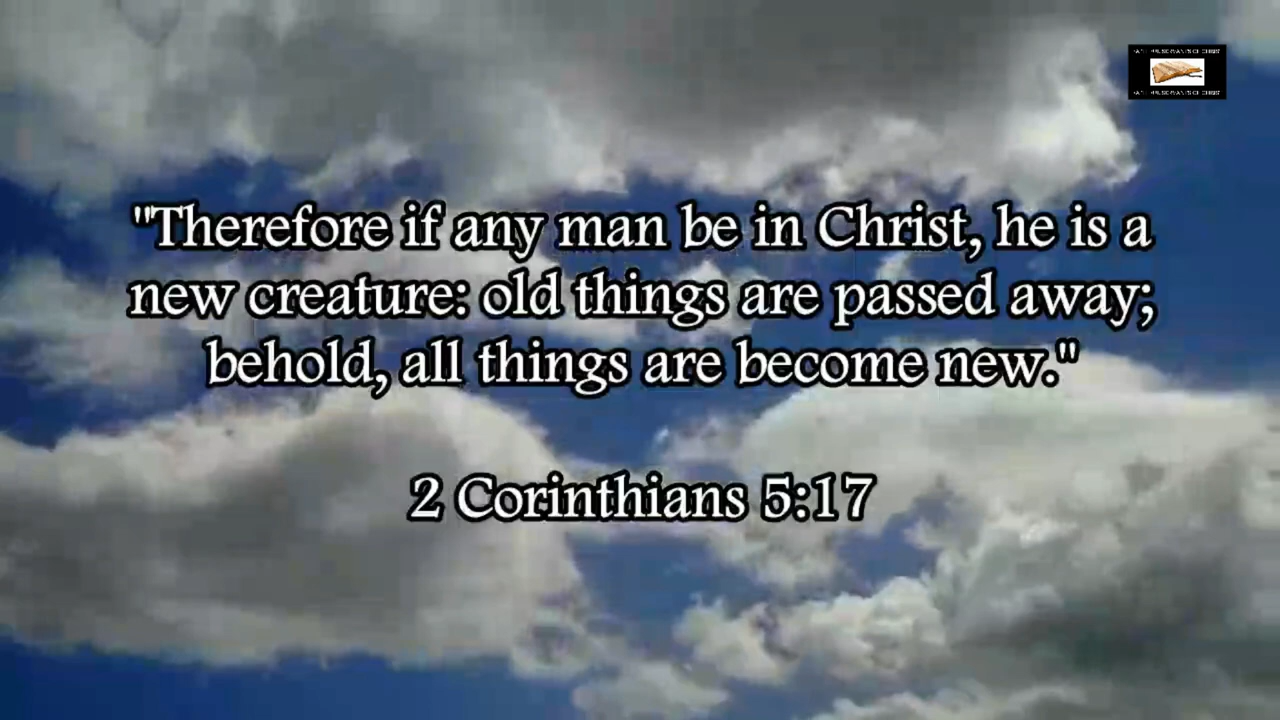 "Therefore if any man be in Christ, he is a
new creature: old things are passed away;
behold, all things are become new."
2 Corinthians 5:17